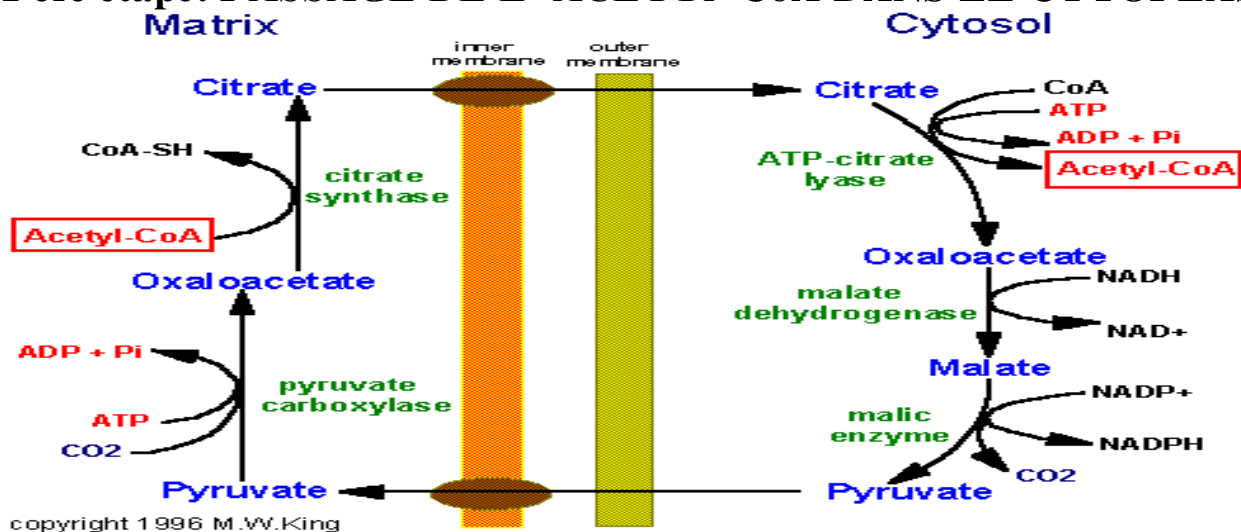 Matrix
Cytosol
inner
membrane
outer
membrane
Citrate
Citrate
CoA
ATP
ADP + Pi
Acetyl-CoA
ATP-citrate
lyase
CoA-SH
citrate
synthase
Acetyl-CoA
Oxaloacetate
Oxaloacetate
NADH
malate
dehydrogenase
NAD+
Malate
ADP + Pi
pyruvate
carboxylase
ATP
CO2
NADP+
malic
enzyme
NADPH
CO2
Pyruvate
Pyruvate
copyright 1996 M.W.King